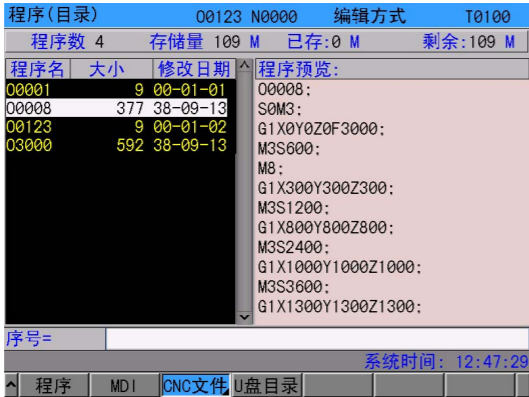 程序(目录) O0123 N0000 编辑方式 T0100
程序数 4 存储量 109 M 已存:0 M 剩余:109 M
程序名 大小 修改日期 程序预览:
O0001 9 00-01-01
O0008 377 38-09-13
O0123 9 00-01-02
O3000 592 38-09-13
O0008;
S0M3;
G1X0Y0Z0F3000;
M3S600;
M8;
G1X300Y300Z300;
M3S1200;
G1X800Y800Z800;
M3S2400;
G1X1000Y1000Z1000;
M3S3600;
G1X1300Y1300Z1300;
序号=
系统时间: 12:47:29
程序 MDI CNC文件 U盘目录